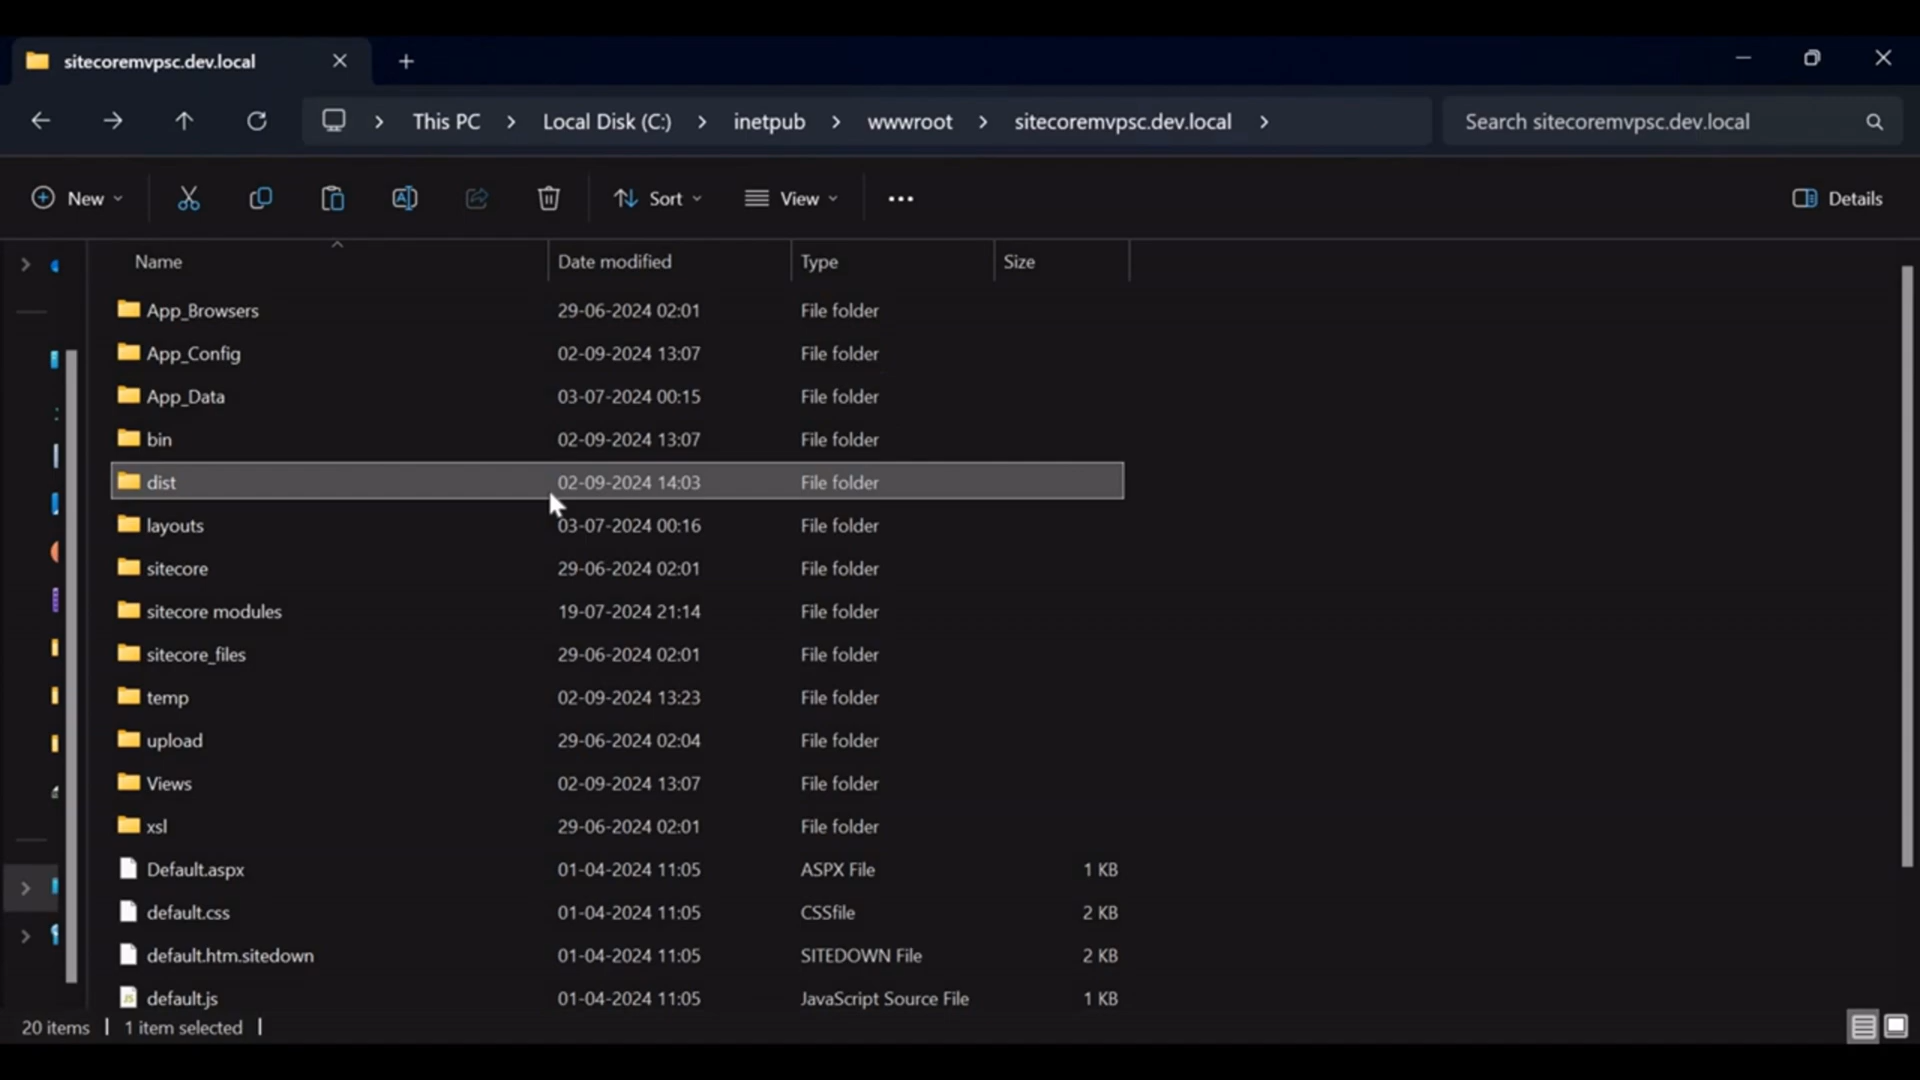 sitecoremvpsc.dev.local
This PC > Local Disk (C:) > inetpub > wwwroot > sitecoremvpsc.dev.local > Search sitecoremvpsc.dev.local
New Sort View ••• Details
Name Date modified Type Size
App_Browsers 29-06-2024 02:01 File folder
App_Config 02-09-2024 13:07 File folder
App_Data 03-07-2024 00:15 File folder
bin 02-09-2024 13:07 File folder
dist 02-09-2024 14:03 File folder
layouts 03-07-2024 00:16 File folder
sitecore 29-06-2024 02:01 File folder
sitecore modules 19-07-2024 21:14 File folder
sitecore_files 29-06-2024 02:01 File folder
temp 02-09-2024 13:23 File folder
upload 29-06-2024 02:04 File folder
Views 02-09-2024 13:07 File folder
xsl 29-06-2024 02:01 File folder
Default.aspx 01-04-2024 11:05 ASPX File 1 KB
default.css 01-04-2024 11:05 CSSfile 2 KB
default.htm.sitedown 01-04-2024 11:05 SITEDOWN File 2 KB
default.js 01-04-2024 11:05 JavaScript Source File 1 KB
20 items | 1 item selected |